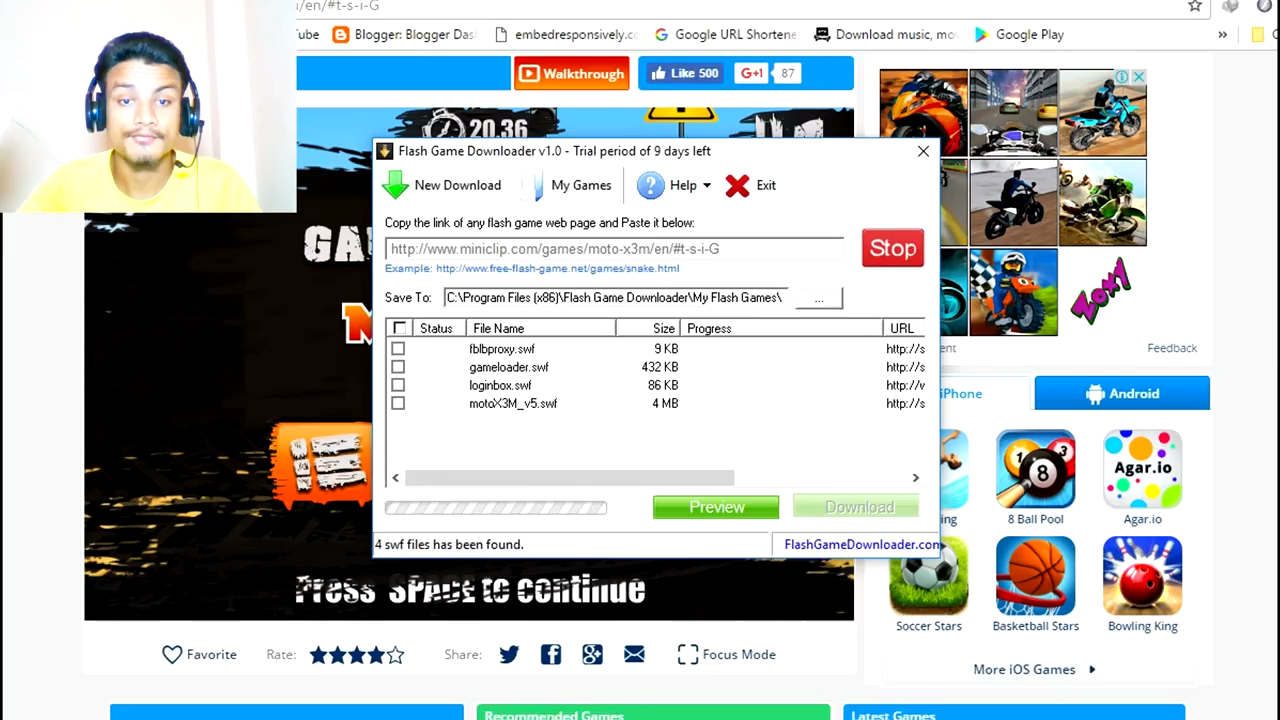 /en/#t-s-i-G
ube
Blogger: Blogger Das
embedresponsively.c
Google URL Shortene
Download music, mo
Google Play
»
Walkthrough
Like 500
G+1
87
20.36
Flash Game Downloader v1.0 - Trial period of 9 days left
New Download
My Games
Help
Exit
Copy the link of any flash game web page and Paste it below:
http://www.miniclip.com/games/moto-x3m/en/#t-s-i-G
Stop
Example: http://www.free-flash-game.net/games/snake.html
Save To:
C:\Program Files (x86)\Flash Game Downloader\My Flash Games\
...
Status
File Name
Size
Progress
URL
fblbproxy.swf
9 KB
http://s
gameloader.swf
432 KB
http://s
loginbox.swf
86 KB
http://v
motoX3M_v5.swf
4 MB
http://s
Preview
Download
4 swf files has been found.
FlashGameDownloader.com
GA
M
Press SPACE to continue
Favorite
Rate:
Share:
Focus Mode
Recommended Games
Latest Games
Zoxy
ent
Feedback
iPhone
Android
ing
8
8 Ball Pool
Agar.io
Agar.io
Soccer Stars
Basketball Stars
Bowling King
More iOS Games